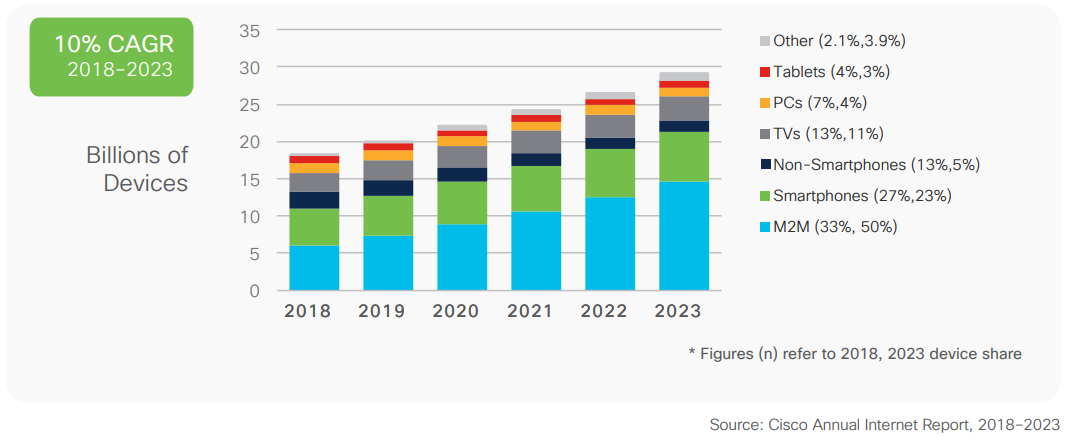 10% CAGR
2018–2023
Billions of
Devices
35
30
25
20
15
10
5
0
2018 2019 2020 2021 2022 2023
Other (2.1%,3.9%)
Tablets (4%,3%)
PCs (7%,4%)
TVs (13%,11%)
Non-Smartphones (13%,5%)
Smartphones (27%,23%)
M2M (33%, 50%)
* Figures (n) refer to 2018, 2023 device share
Source: Cisco Annual Internet Report, 2018–2023